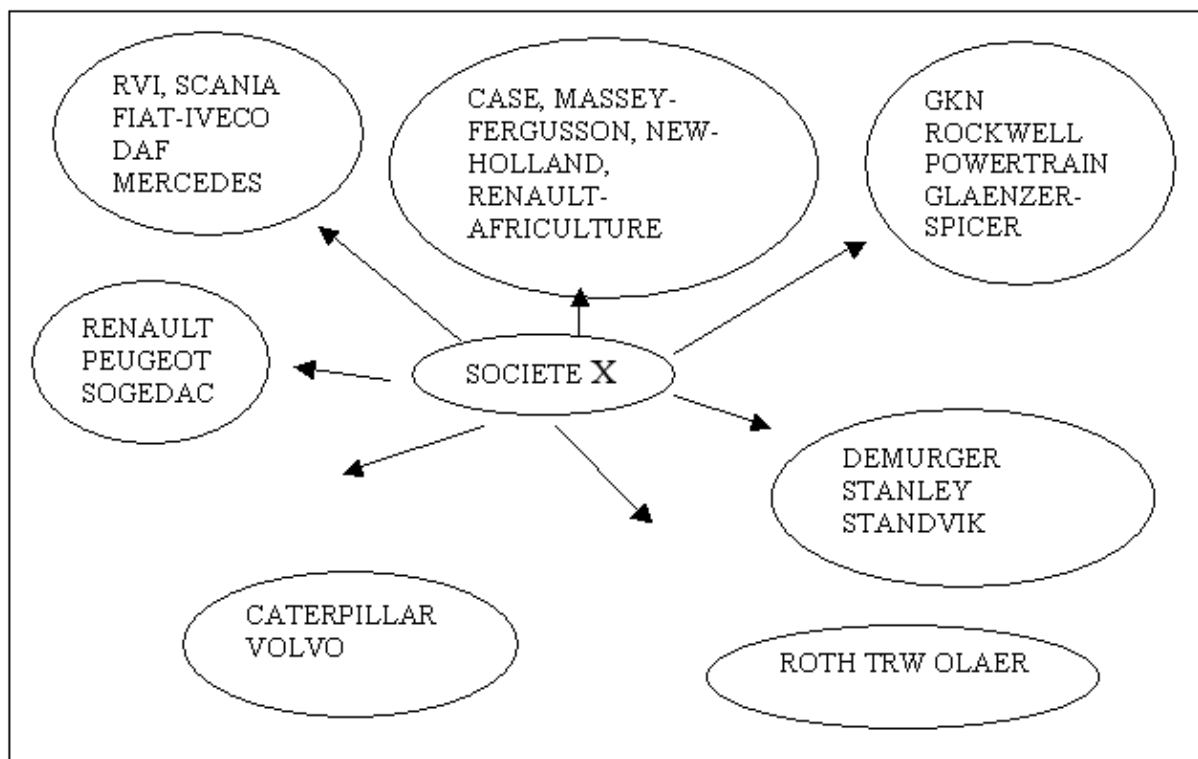 RVI, SCANIA
FIAT-IVECO
DAF
MERCEDES
CASE, MASSEY-
FERGUSSON, NEW-
HOLLAND,
RENAULT-
AFRICULTURE
GKN
ROCKWELL
POWERTRAIN
GLAENZER-
SPICER
RENAULT
PEUGEOT
SOGEDAC
SOCIETE X
DEMURGER
STANLEY
STANDVIK
CATERPILLAR
VOLVO
ROTH TRW OLAER